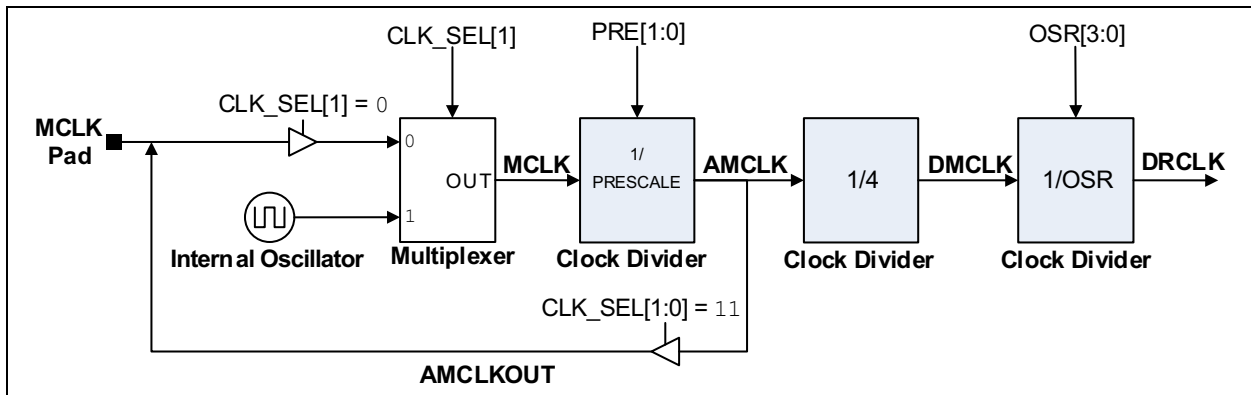 CLK_SEL[1]
PRE[1:0]
OSR[3:0]
CLK_SEL[1] = 0
MCLK
Pad
0
1
OUT
MCLK
1/
PRESCALE
AMCLK
1/4
DMCLK
1/OSR
DRCLK
Internal Oscillator
Multiplexer
Clock Divider
Clock Divider
Clock Divider
CLK_SEL[1:0] = 11
AMCLKOUT